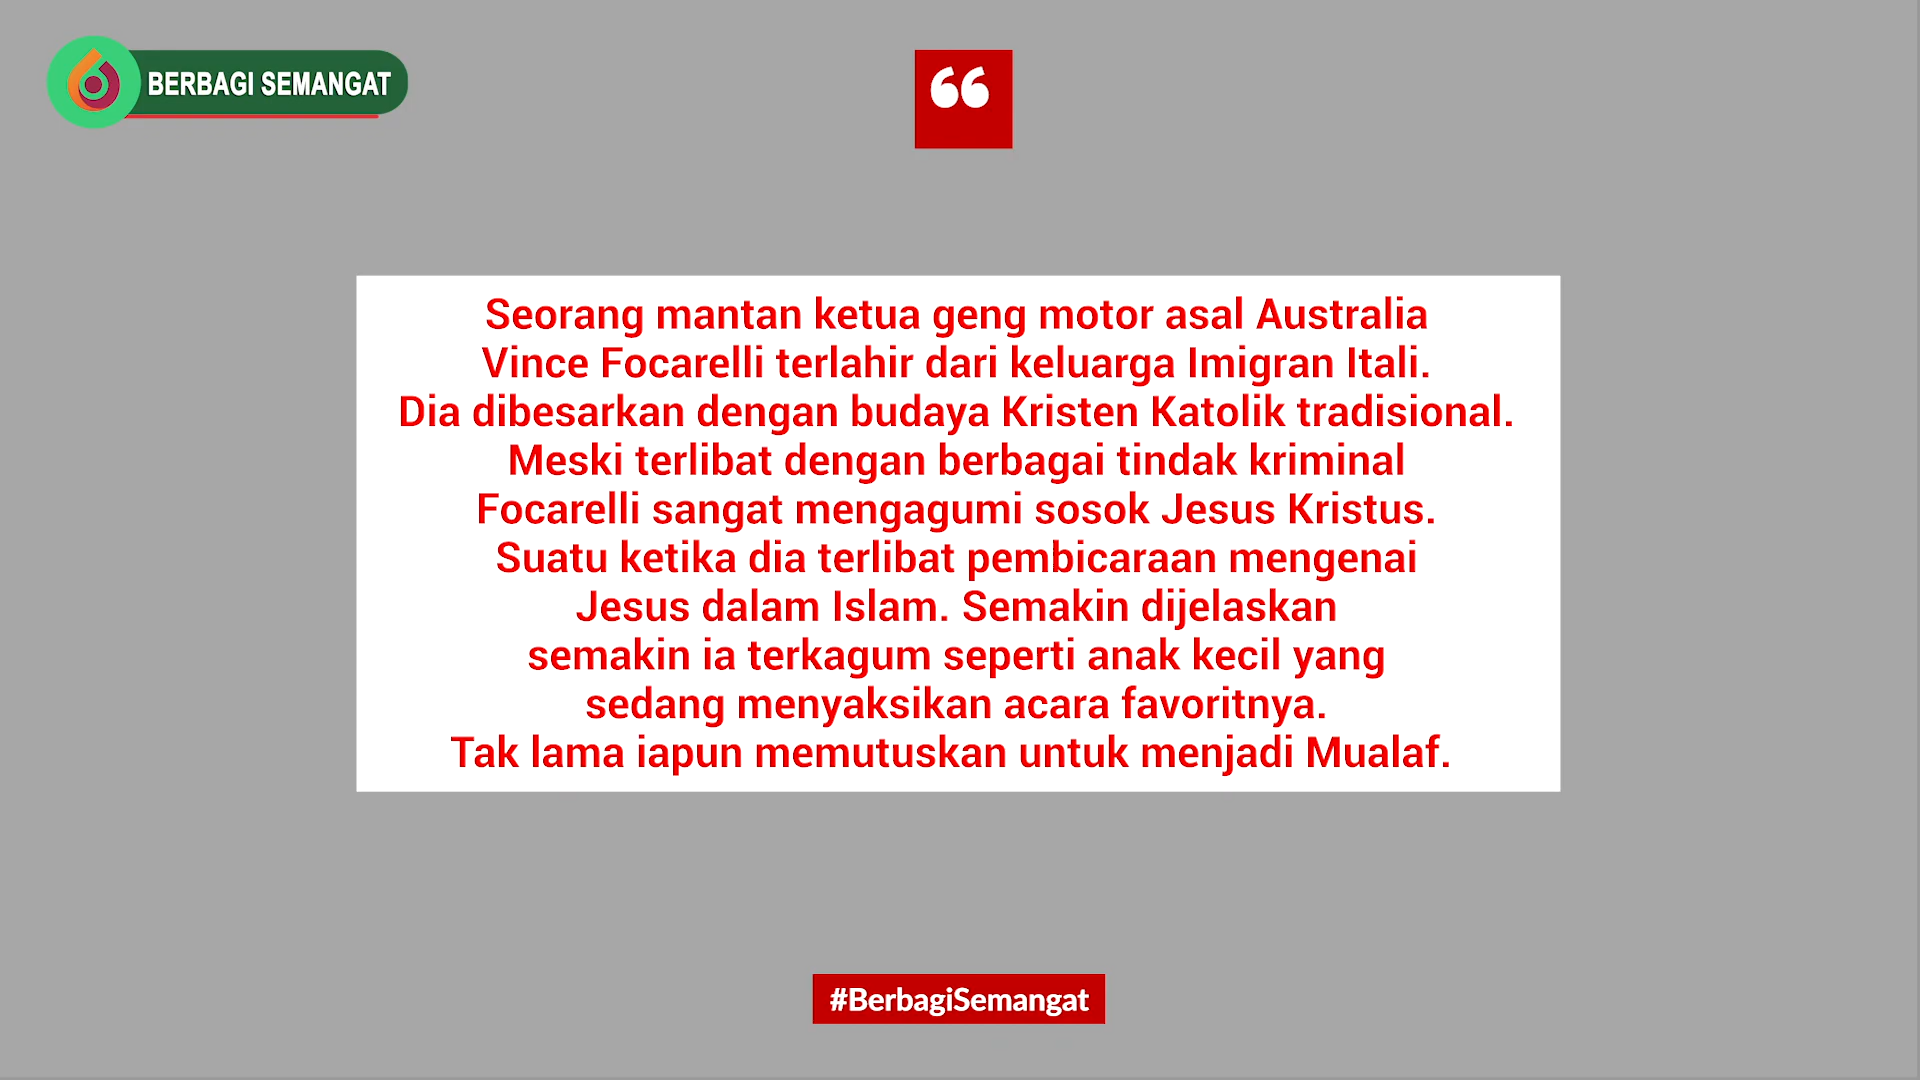 BERBAGI SEMANGAT
“
Seorang mantan ketua geng motor asal Australia
Vince Focarelli terlahir dari keluarga Imigran Itali.
Dia dibesarkan dengan budaya Kristen Katolik tradisional.
Meski terlibat dengan berbagai tindak kriminal
Focarelli sangat mengagumi sosok Jesus Kristus.
Suatu ketika dia terlibat pembicaraan mengenai
Jesus dalam Islam. Semakin dijelaskan
semakin ia terkagum seperti anak kecil yang
sedang menyaksikan acara favoritnya.
Tak lama iapun memutuskan untuk menjadi Mualaf.
#BerbagiSemangat